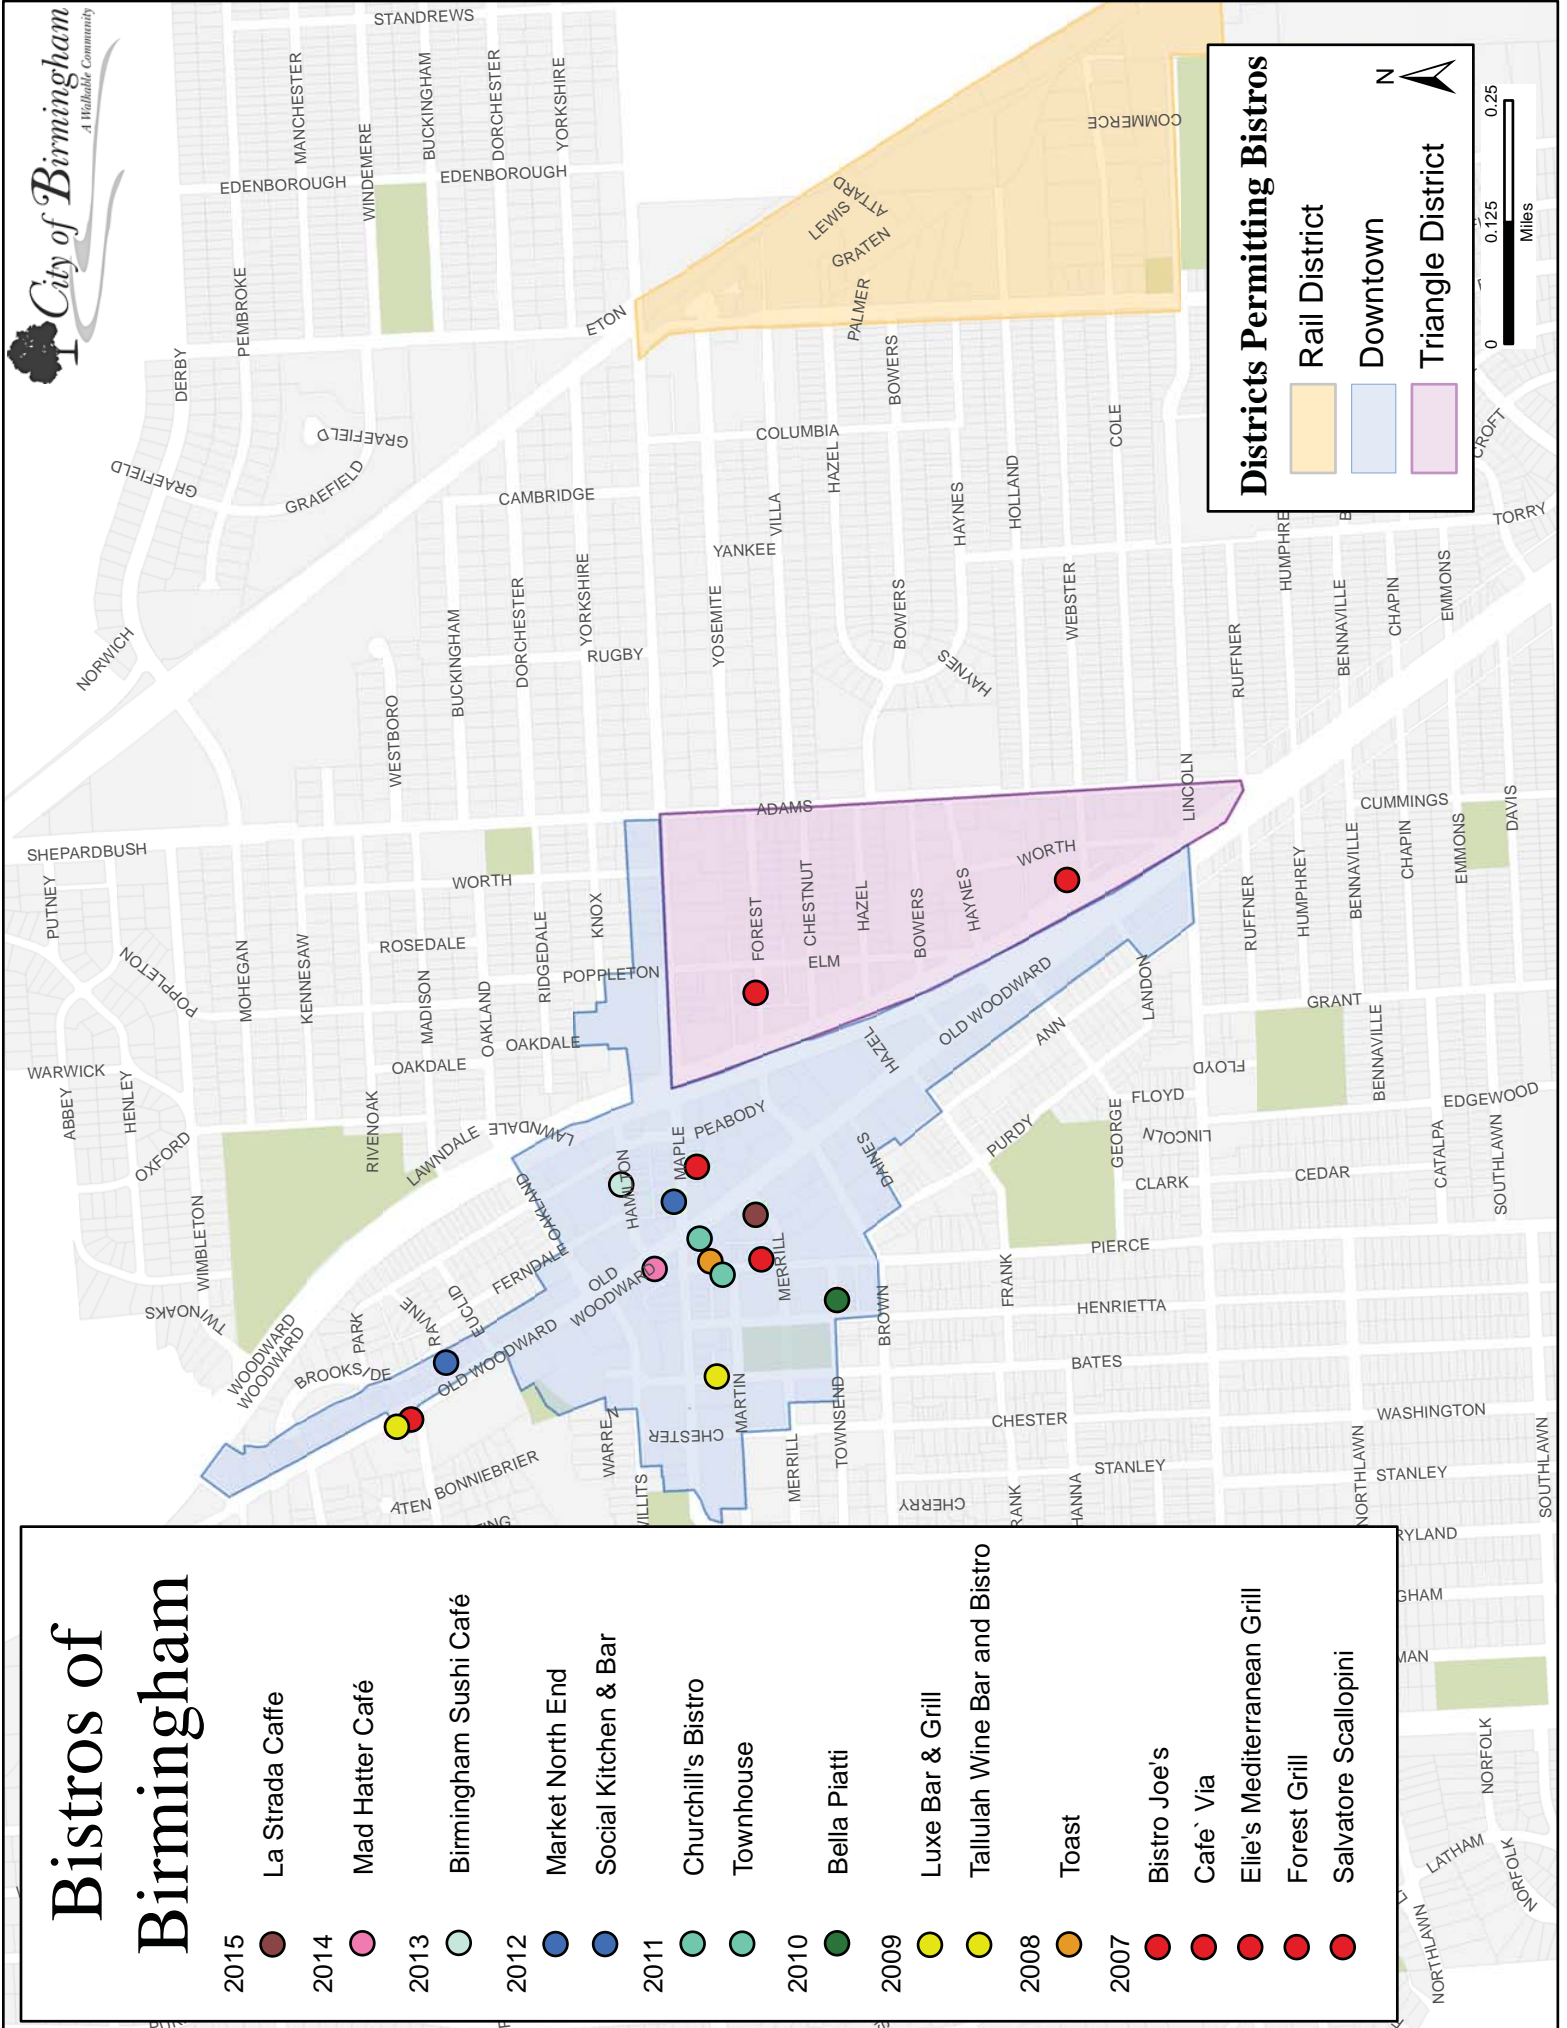 City of Birmingham
A Walkable Community
Bistros of
Birmingham
2015
La Strada Caffe
2014
Mad Hatter Café
2013
Birmingham Sushi Café
2012
Market North End
Social Kitchen & Bar
2011
Churchill's Bistro
Townhouse
2010
Bella Piatti
2009
Luxe Bar & Grill
Tallulah Wine Bar and Bistro
2008
Toast
2007
Bistro Joe's
Cafe` Via
Elie's Mediterranean Grill
Forest Grill
Salvatore Scallopini
Districts Permitting Bistros
Rail District
Downtown
Triangle District
N
0 0.125 0.25
Miles
STANDREWS
MANCHESTER
WINDEMERE
BUCKINGHAM
DORCHESTER
YORKSHIRE
EDENBOROUGH
EDENBOROUGH
PEMBROKE
DERBY
ETON
GRAEFIELD
GRAEFIELD
GRAEFIELD
CAMBRIDGE
COLUMBIA
LEWIS
ATTARD
GRATEN
PALMER
COMMERCE
BOWERS
HAZEL
VILLA
YANKEE
HAYNES
HOLLAND
COLE
CROFT
TORRY
NORWICH
WESTBORO
BUCKINGHAM
DORCHESTER
YORKSHIRE
RUGBY
YOSEMITE
BOWERS
HAYNES
WEBSTER
RUFFNER
HUMPHRE
BENNAVILLE
CHAPIN
EMMONS
SHEPARDBUSH
PUTNEY
POPPLETON
MOHEGAN
KENNESAW
ROSEDALE
WORTH
MADISON
OAKLAND
RIDGEDALE
KNOX
POPPLETON
OAKDALE
OAKDALE
ADAMS
FOREST
CHESTNUT
HAZEL
BOWERS
HAYNES
WORTH
ELM
LINCOLN
CUMMINGS
DAVIS
RUFFNER
HUMPHREY
BENNAVILLE
CHAPIN
EMMONS
WARWICK
ABBEY
HENLEY
OXFORD
RIVENOAK
LAWNDALE
LAWNDALE
WIMBLETON
TWINOAKS
WOODWARD
WOODWARD
PARK
RAVINE
EUCLID
FERNDALE
OAKLAND
BROOKSIDE
OLD WOODWARD
OLD
WOODWARD
HAMILTON
MAPLE
PEABODY
MERRILL
DAINES
HAZEL
OLD WOODWARD
ANN
LANDON
PURDY
GEORGE
FLOYD
FLOYD
LINCOLN
CLARK
GRANT
BENNAVILLE
EDGEWOOD
CATALPA
SOUTHLAWN
CEDAR
PIERCE
FRANK
HENRIETTA
BROWN
BATES
MARTIN
CHESTER
WARREN
TOWNSEND
MERRILL
CHESTER
STANLEY
CHERRY
HANNA
RANK
WASHINGTON
STANLEY
NORTHLAWN
SOUTHLAWN
ATEN
BONNIEBRIER
TING
RYLAND
GHAM
MAN
NORFOLK
LATHAM
NORFOLK
NORTHLAWN